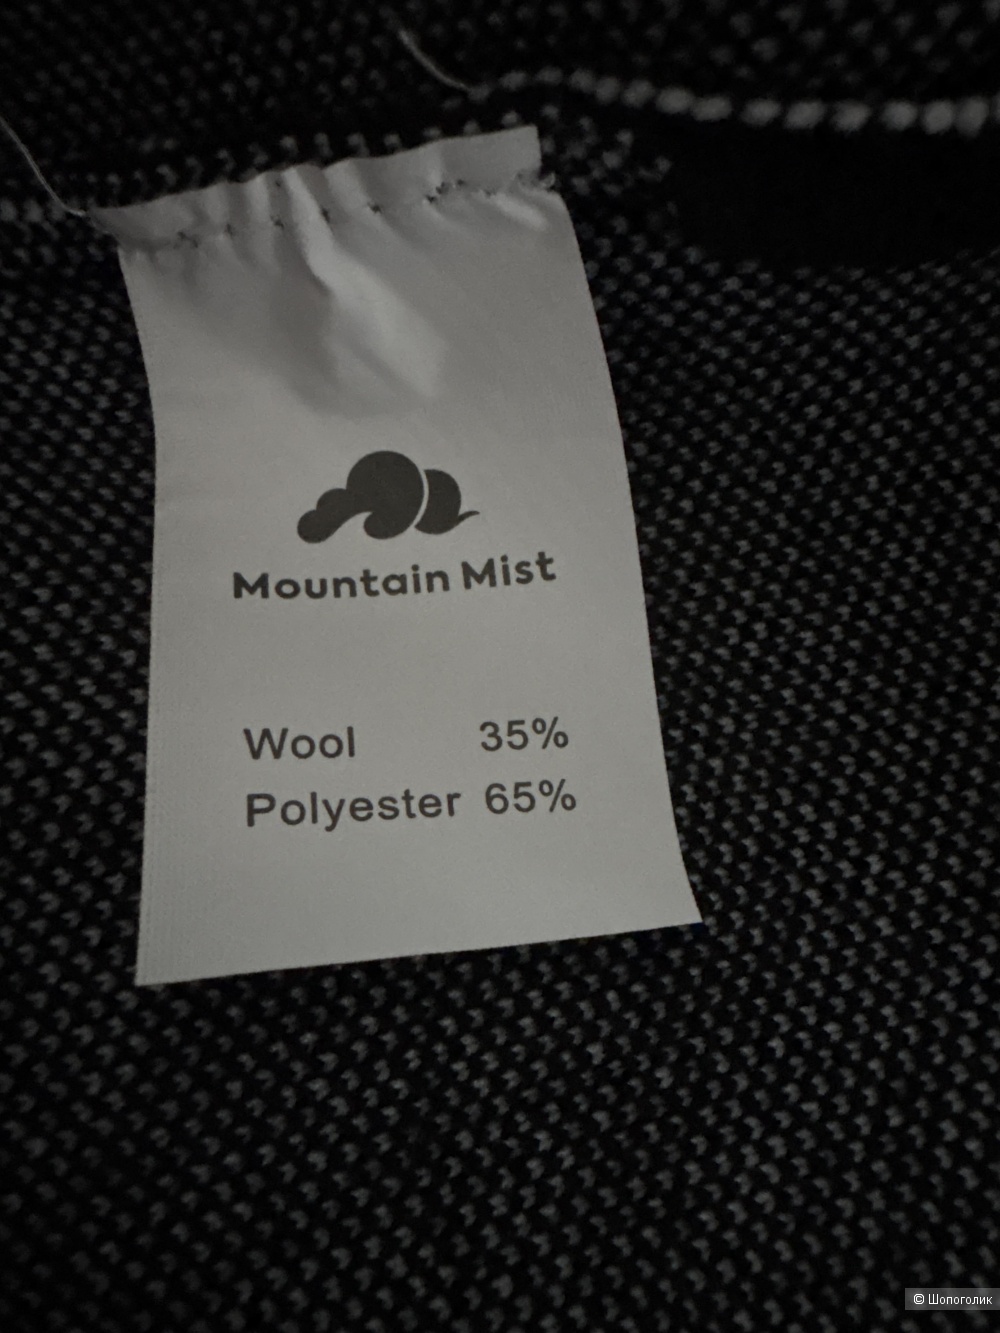 Mountain Mist
Wool 35%
Polyester 65%
© Шопоголик